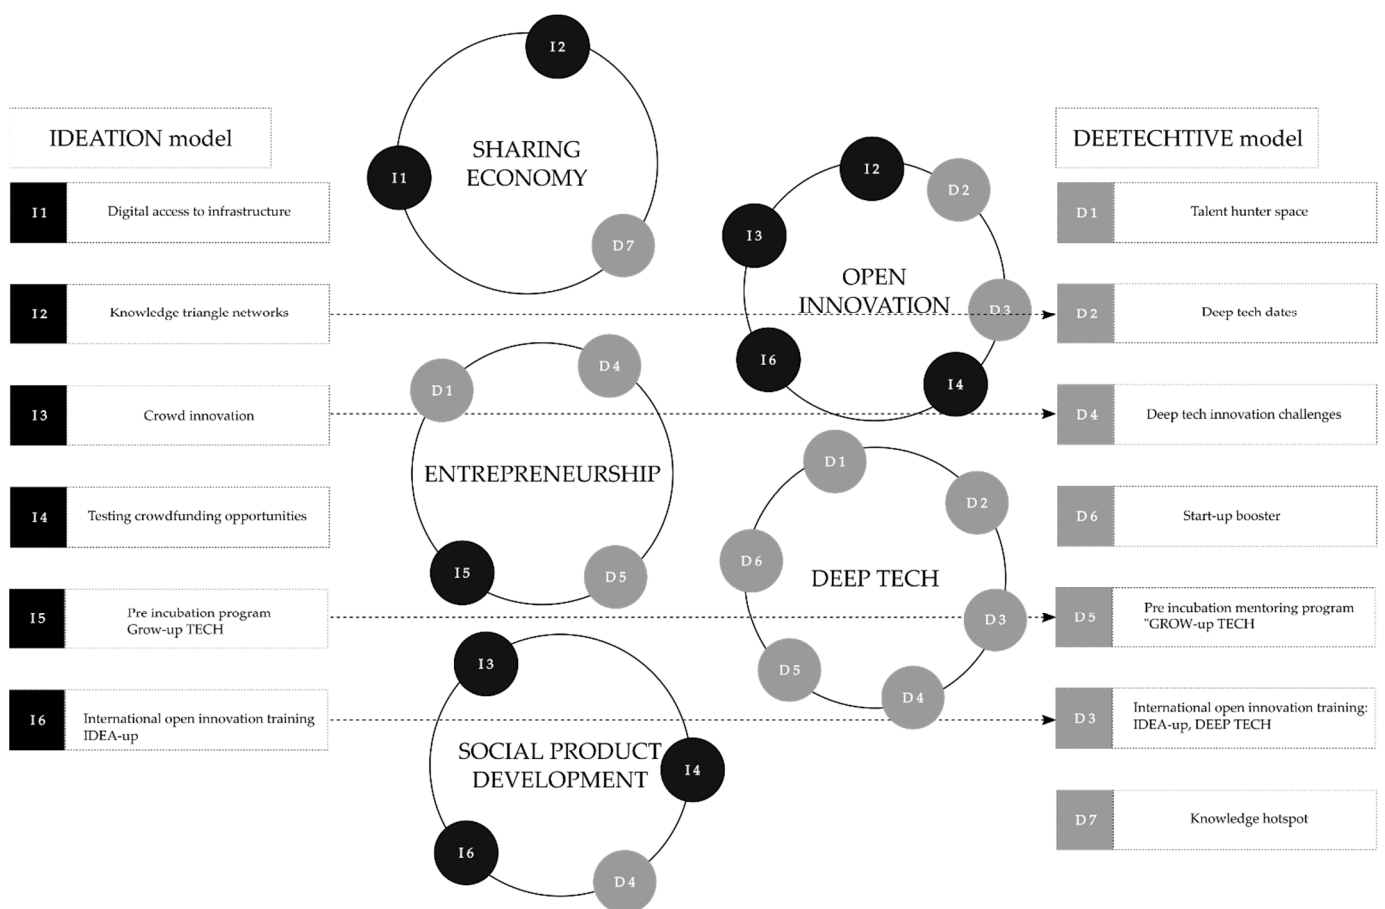 IDEATION model
I1
Digital access to infrastructure
I2
Knowledge triangle networks
I3
Crowd innovation
I4
Testing crowdfunding opportunities
I5
Pre incubation program
Grow-up TECH
I6
International open innovation training
IDEA-up
I2
I1
SHARING
ECONOMY
D7
D1
D4
ENTREPRENEURSHIP
I5
D5
I3
SOCIAL PRODUCT
DEVELOPMENT
I4
I6
D4
I2
D2
I3
OPEN
INNOVATION
D3
I6
I4
D1
D2
D6
DEEP TECH
D3
D5
D4
DEETECHTIVE model
D1
Talent hunter space
D2
Deep tech dates
D4
Deep tech innovation challenges
D6
Start-up booster
D5
Pre incubation mentoring program
"GROW-up TECH
D3
International open innovation training:
IDEA-up, DEEP TECH
D7
Knowledge hotspot